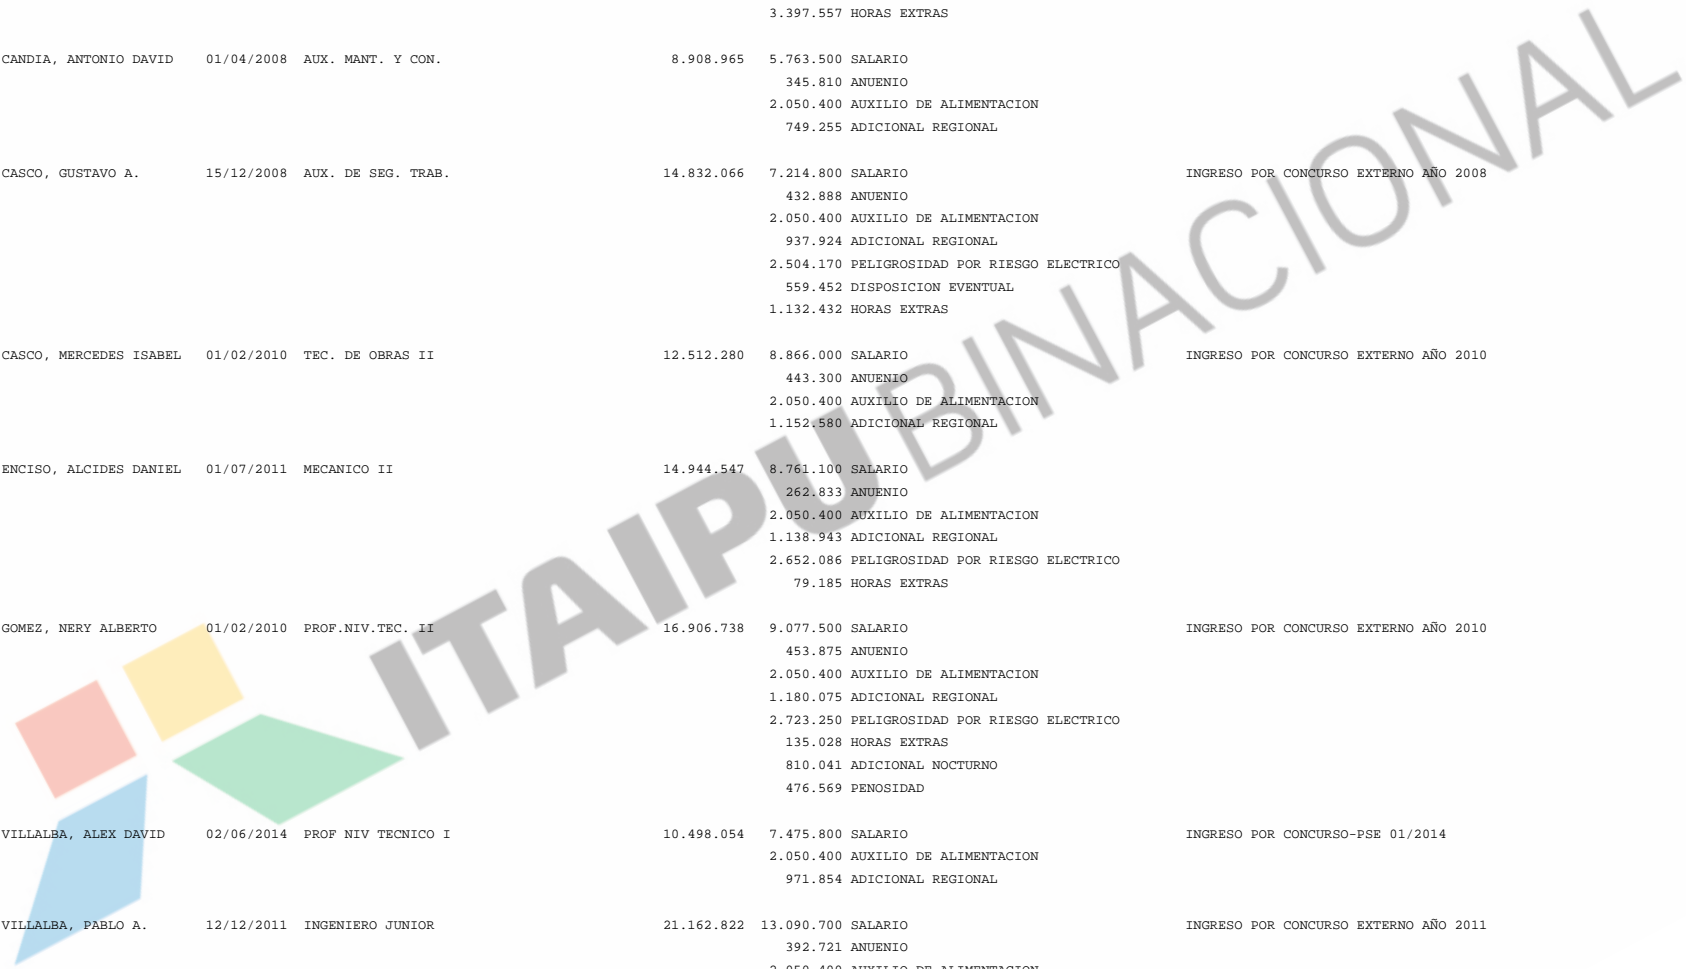 3.397.557 HORAS EXTRAS
CANDIA, ANTONIO DAVID 01/04/2008 AUX. MANT. Y CON. 8.908.965 5.763.500 SALARIO
345.810 ANUENIO
2.050.400 AUXILIO DE ALIMENTACION
749.255 ADICIONAL REGIONAL
CASCO, GUSTAVO A. 15/12/2008 AUX. DE SEG. TRAB. 14.832.066 7.214.800 SALARIO INGRESO POR CONCURSO EXTERNO AÑO 2008
432.888 ANUENIO
2.050.400 AUXILIO DE ALIMENTACION
937.924 ADICIONAL REGIONAL
2.504.170 PELIGROSIDAD POR RIESGO ELECTRICO
559.452 DISPOSICION EVENTUAL
1.132.432 HORAS EXTRAS
CASCO, MERCEDES ISABEL 01/02/2010 TEC. DE OBRAS II 12.512.280 8.866.000 SALARIO INGRESO POR CONCURSO EXTERNO AÑO 2010
443.300 ANUENIO
2.050.400 AUXILIO DE ALIMENTACION
1.152.580 ADICIONAL REGIONAL
ENCISO, ALCIDES DANIEL 01/07/2011 MECANICO II 14.944.547 8.761.100 SALARIO
262.833 ANUENIO
2.050.400 AUXILIO DE ALIMENTACION
1.138.943 ADICIONAL REGIONAL
2.652.086 PELIGROSIDAD POR RIESGO ELECTRICO
79.185 HORAS EXTRAS
GOMEZ, NERY ALBERTO 01/02/2010 PROF.NIV.TEC. II 16.906.738 9.077.500 SALARIO INGRESO POR CONCURSO EXTERNO AÑO 2010
453.875 ANUENIO
2.050.400 AUXILIO DE ALIMENTACION
1.180.075 ADICIONAL REGIONAL
2.723.250 PELIGROSIDAD POR RIESGO ELECTRICO
135.028 HORAS EXTRAS
810.041 ADICIONAL NOCTURNO
476.569 PENOSIDAD
VILLALBA, ALEX DAVID 02/06/2014 PROF NIV TECNICO I 10.498.054 7.475.800 SALARIO INGRESO POR CONCURSO-PSE 01/2014
2.050.400 AUXILIO DE ALIMENTACION
971.854 ADICIONAL REGIONAL
VILLALBA, PABLO A. 12/12/2011 INGENIERO JUNIOR 21.162.822 13.090.700 SALARIO INGRESO POR CONCURSO EXTERNO AÑO 2011
392.721 ANUENIO
2.050.400 AUXILIO DE ALIMENTACION
ITAIPU BINACIONAL